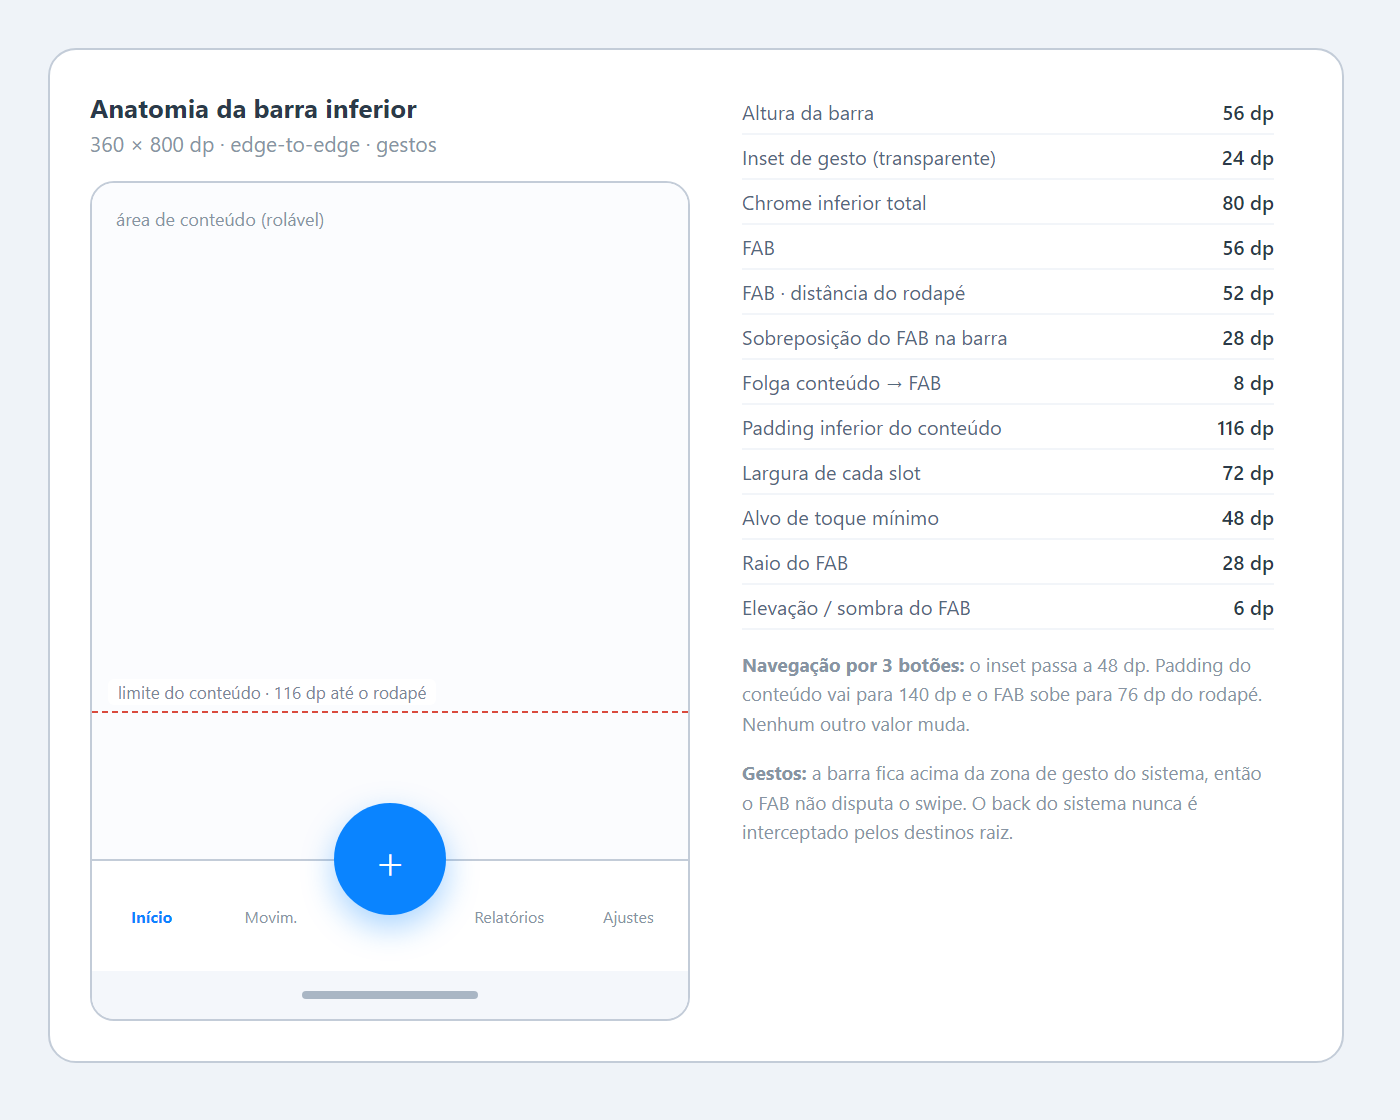 Anatomia da barra inferior
360 × 800 dp · edge-to-edge · gestos
área de conteúdo (rolável)
limite do conteúdo · 116 dp até o rodapé
+
Início
Movim.
Relatórios
Ajustes
Altura da barra 56 dp
Inset de gesto (transparente) 24 dp
Chrome inferior total 80 dp
FAB 56 dp
FAB · distância do rodapé 52 dp
Sobreposição do FAB na barra 28 dp
Folga conteúdo → FAB 8 dp
Padding inferior do conteúdo 116 dp
Largura de cada slot 72 dp
Alvo de toque mínimo 48 dp
Raio do FAB 28 dp
Elevação / sombra do FAB 6 dp
Navegação por 3 botões: o inset passa a 48 dp. Padding do
conteúdo vai para 140 dp e o FAB sobe para 76 dp do rodapé.
Nenhum outro valor muda.
Gestos: a barra fica acima da zona de gesto do sistema, então
o FAB não disputa o swipe. O back do sistema nunca é
interceptado pelos destinos raiz.